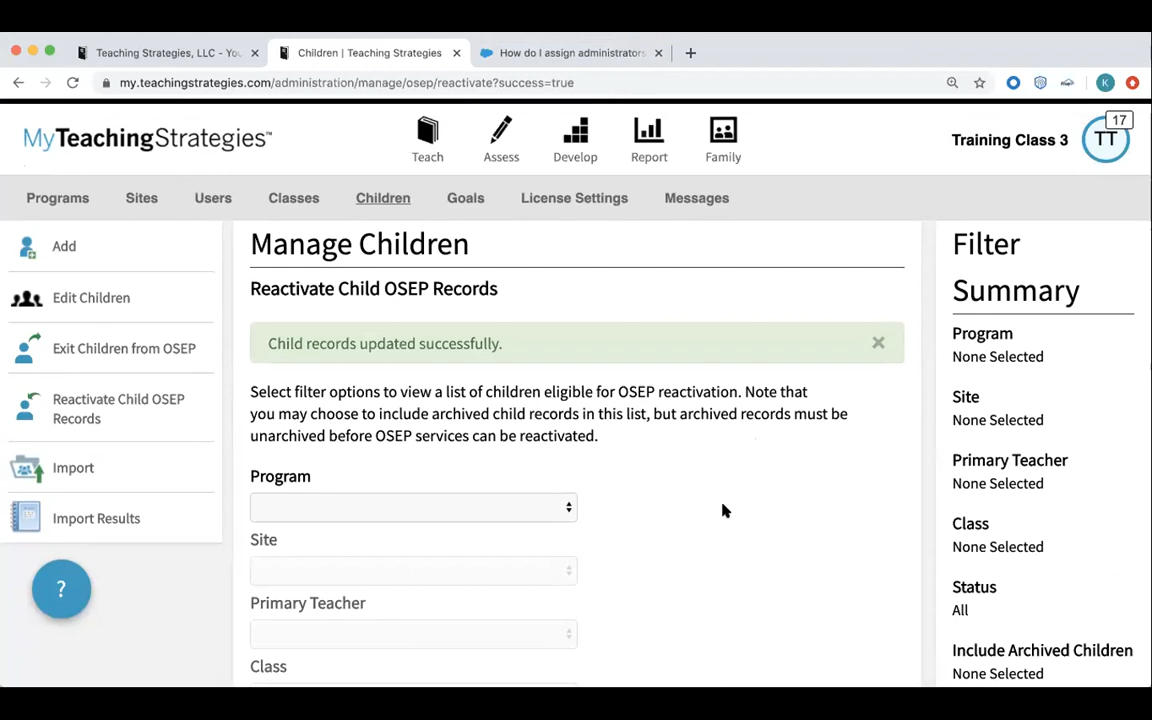 Teaching Strategies, LLC - You
Children | Teaching Strategies
How do I assign administrators
my.teachingstrategies.com/administration/manage/osep/reactivate?success=true
K
MyTeachingStrategies™
Teach
Assess
Develop
Report
Family
Training Class 3
TT
17
Programs
Sites
Users
Classes
Children
Goals
License Settings
Messages
Add
Edit Children
Exit Children from OSEP
Reactivate Child OSEP
Records
Import
Import Results
?
Manage Children
Reactivate Child OSEP Records
Child records updated successfully.
Select filter options to view a list of children eligible for OSEP reactivation. Note that
you may choose to include archived child records in this list, but archived records must be
unarchived before OSEP services can be reactivated.
Program
Site
Primary Teacher
Class
Filter
Summary
Program
None Selected
Site
None Selected
Primary Teacher
None Selected
Class
None Selected
Status
All
Include Archived Children
None Selected